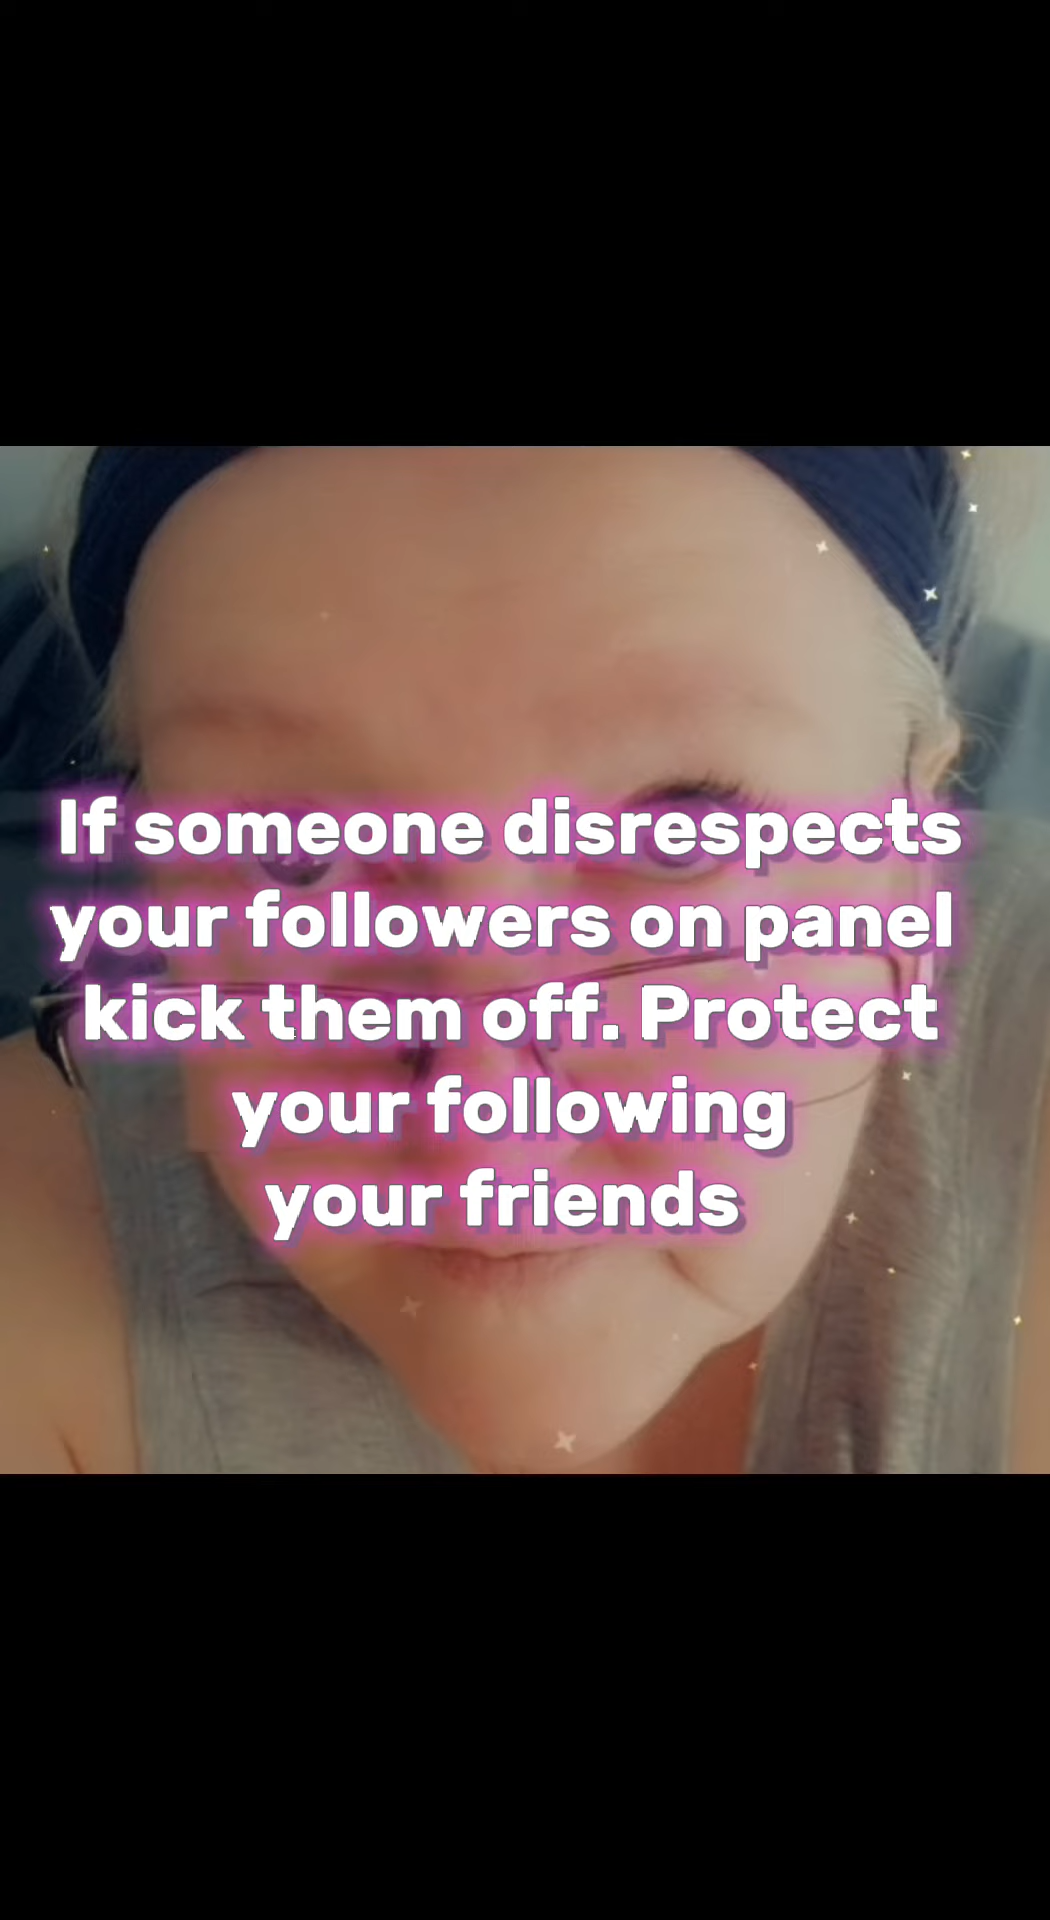 If someone disrespects
your followers on panel
kick them off. Protect
your following
your friends